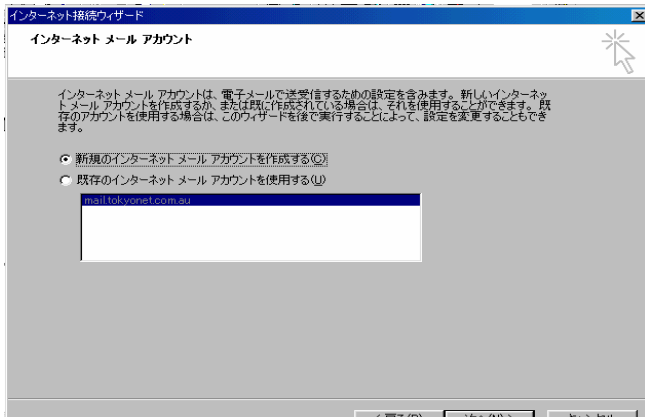 インターネット接続ウィザード
インターネット メール アカウント
インターネット メール アカウントは、電子メールで送受信するための設定を含みます。新しいインターネッ
ト メール アカウントを作成するか、または既に作成されている場合は、それを使用することができます。既
存のアカウントを使用する場合は、このウィザードを後で実行することによって、設定を変更することもでき
ます。
新規のインターネット メール アカウントを作成する(C)
既存のインターネット メール アカウントを使用する(U)
mail.tokyonet.com.au